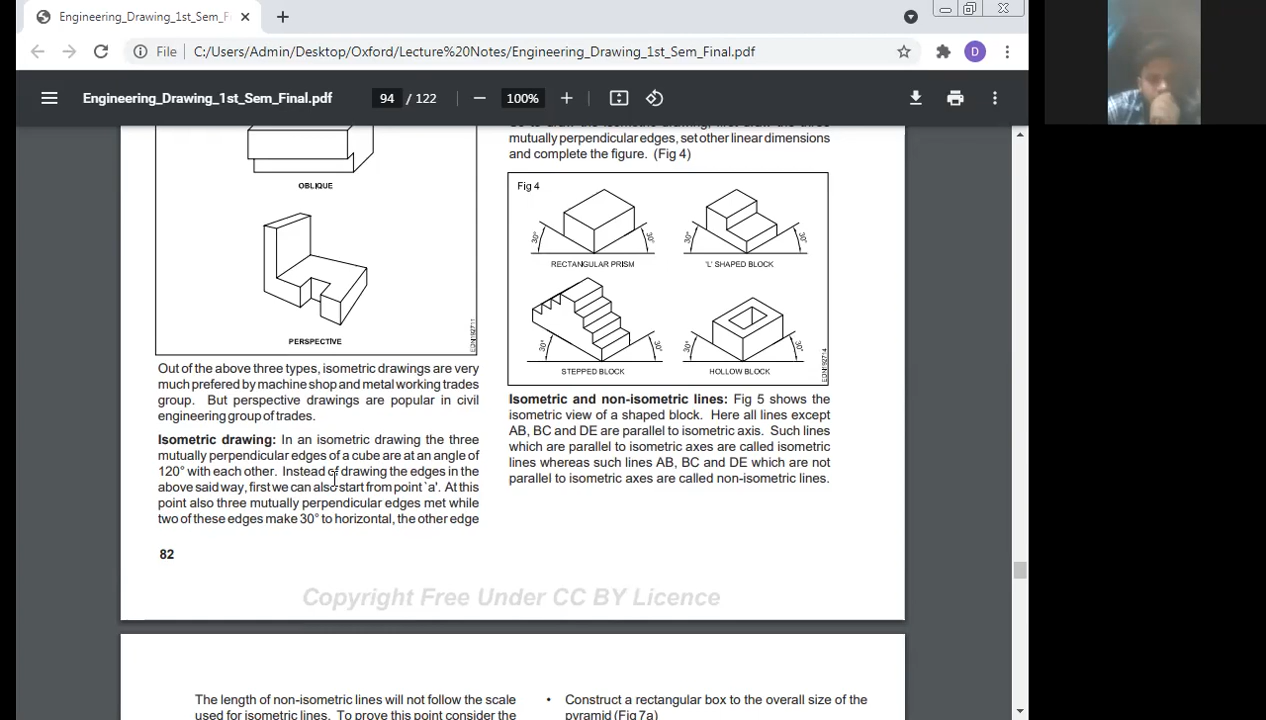 Engineering_Drawing_1st_Sem_F
File
C:/Users/Admin/Desktop/Oxford/Lecture%20Notes/Engineering_Drawing_1st_Sem_Final.pdf
D
Engineering_Drawing_1st_Sem_Final.pdf
94 / 122
100%
OBLIQUE
PERSPECTIVE
EDN192711
Out of the above three types, isometric drawings are very
much prefered by machine shop and metal working trades
group. But perspective drawings are popular in civil
engineering group of trades.
Isometric drawing: In an isometric drawing the three
mutually perpendicular edges of a cube are at an angle of
120° with each other. Instead of drawing the edges in the
above said way, first we can also start from point `a'. At this
point also three mutually perpendicular edges met while
two of these edges make 30° to horizontal, the other edge
82
mutually perpendicular edges, set other linear dimensions
and complete the figure. (Fig 4)
Fig 4
30°
30°
RECTANGULAR PRISM
30°
30°
'L' SHAPED BLOCK
30°
30°
STEPPED BLOCK
30°
30°
HOLLOW BLOCK
EDN192714
Isometric and non-isometric lines: Fig 5 shows the
isometric view of a shaped block. Here all lines except
AB, BC and DE are parallel to isometric axis. Such lines
which are parallel to isometric axes are called isometric
lines whereas such lines AB, BC and DE which are not
parallel to isometric axes are called non-isometric lines.
Copyright Free Under CC BY Licence
The length of non-isometric lines will not follow the scale
used for isometric lines. To prove this point consider the
• Construct a rectangular box to the overall size of the
pyramid (Fig 7a)